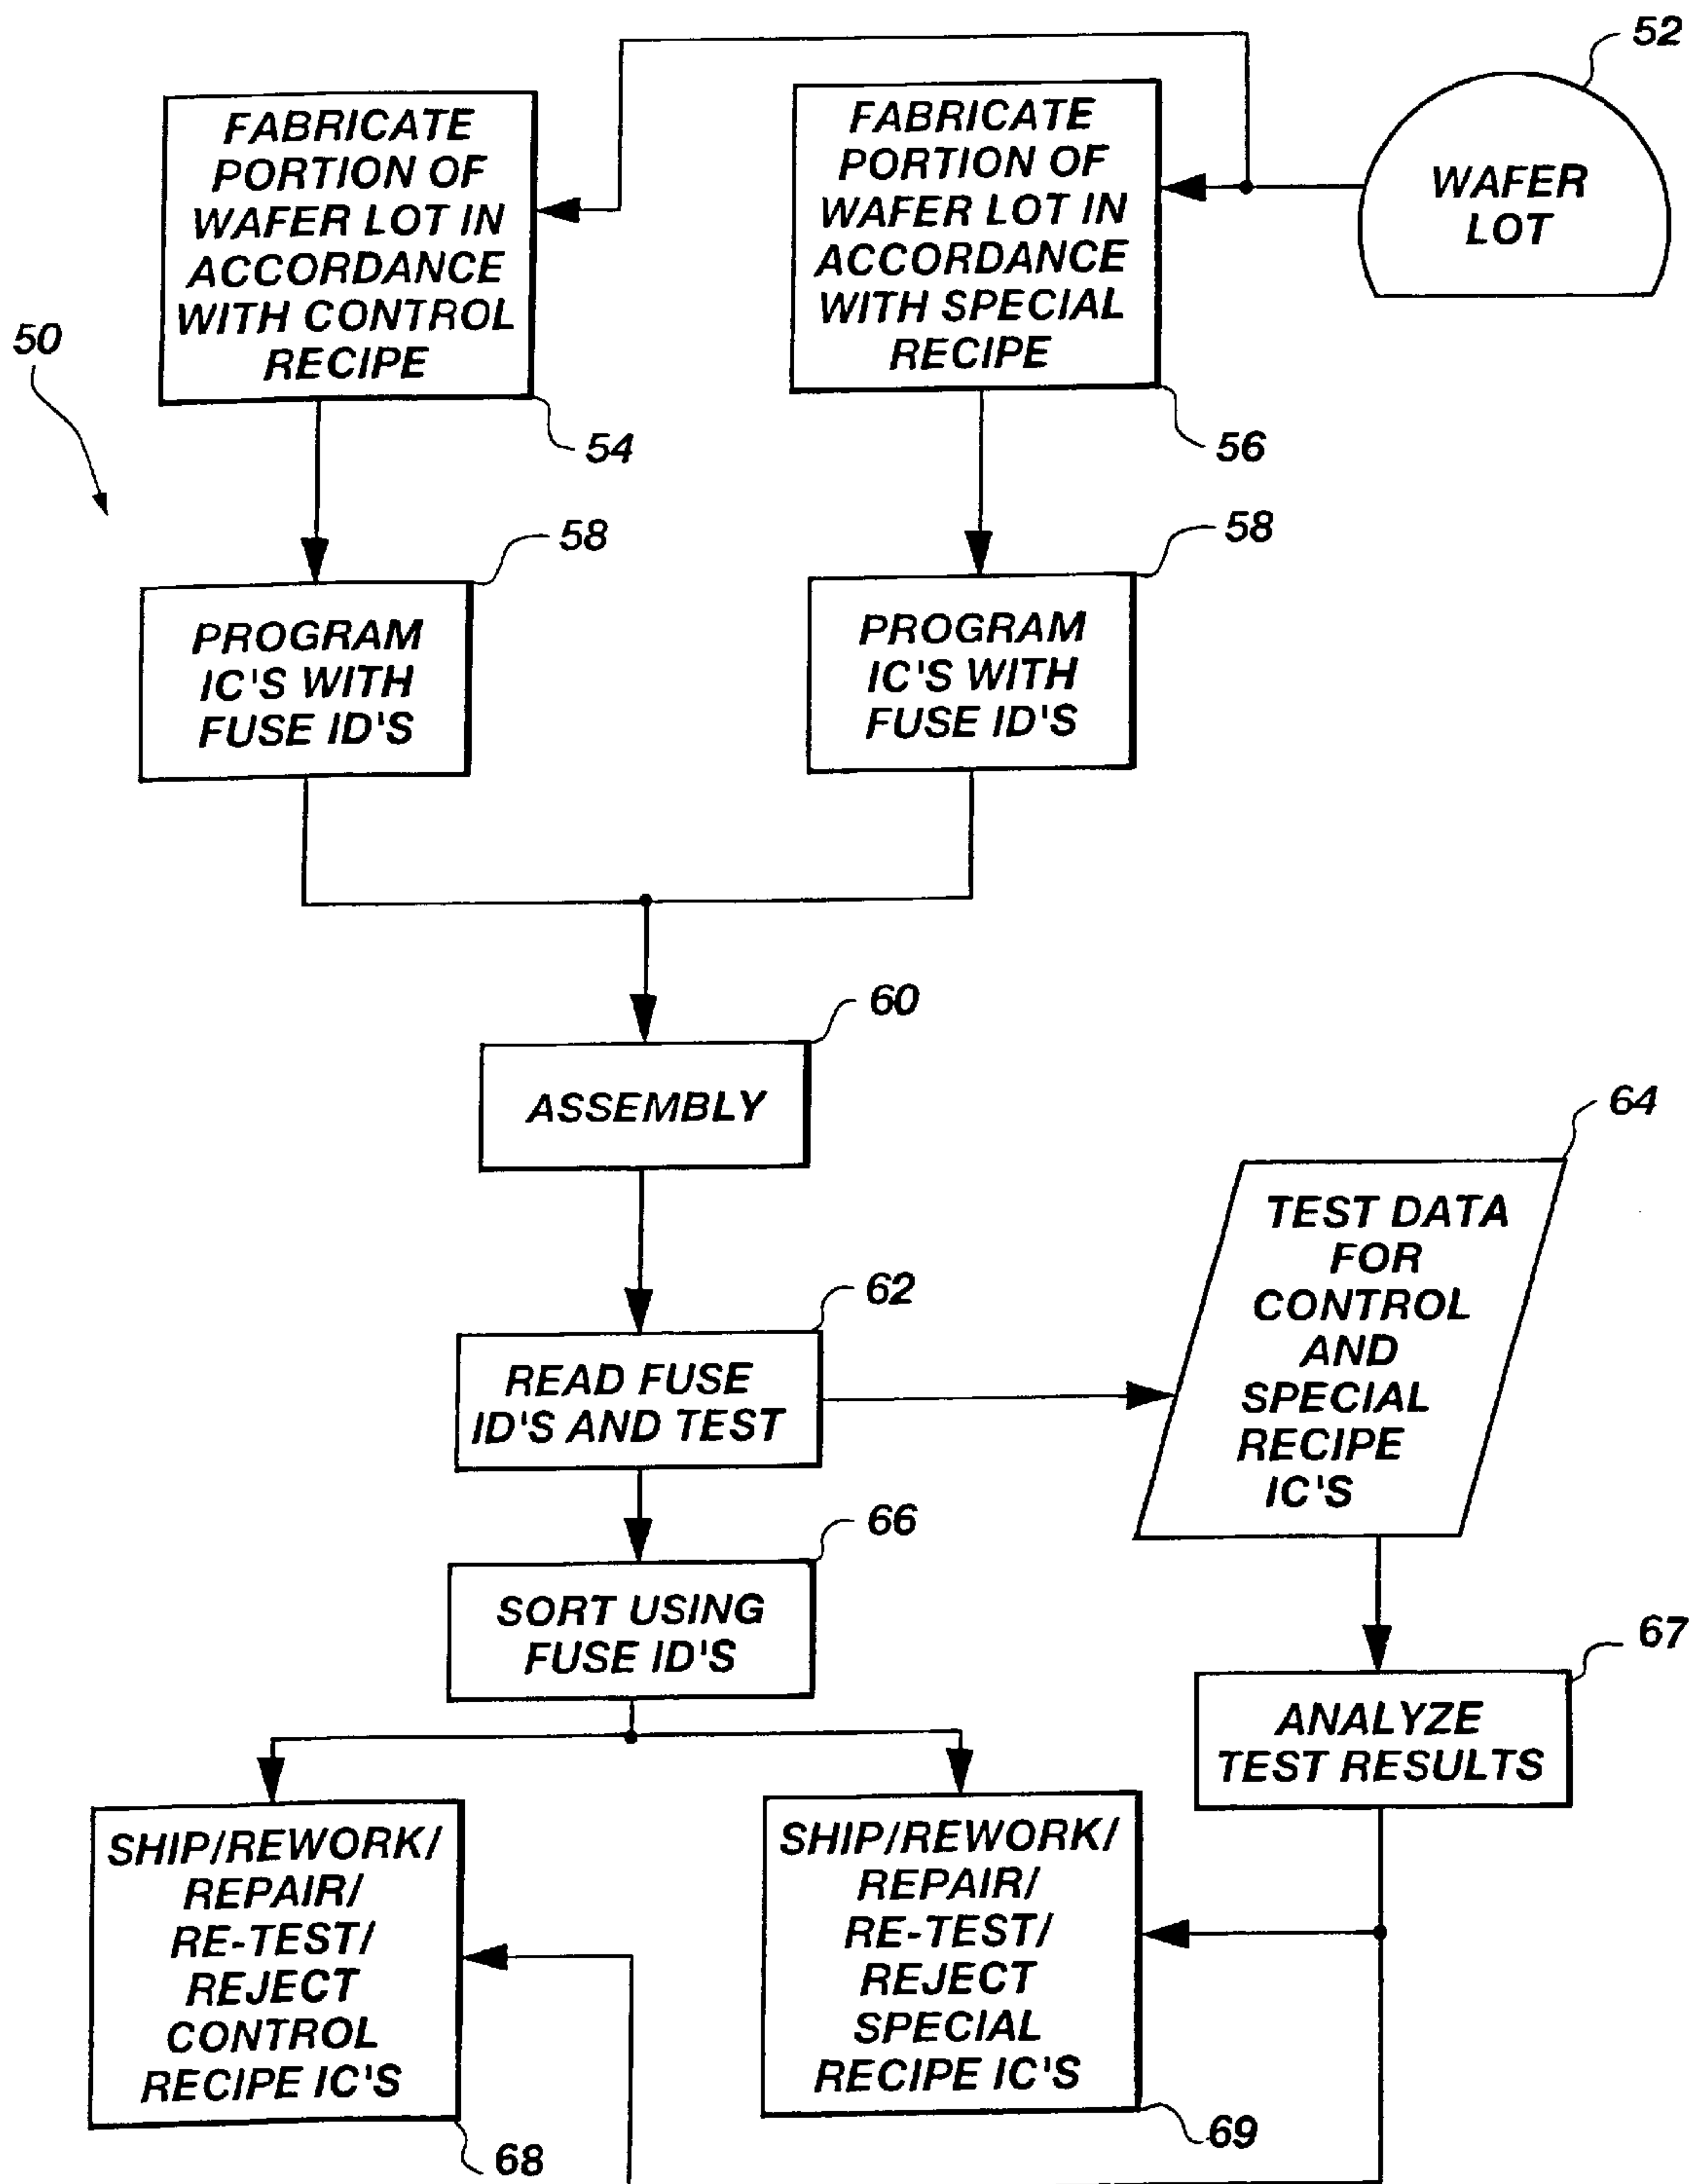 52
FABRICATE
PORTION OF
WAFER LOT IN
ACCORDANCE
WITH CONTROL
RECIPE
FABRICATE
PORTION OF
WAFER LOT IN
ACCORDANCE
WITH SPECIAL
RECIPE
WAFER
LOT
50
54
56
58
58
PROGRAM
IC'S WITH
FUSE ID'S
PROGRAM
IC'S WITH
FUSE ID'S
60
ASSEMBLY
64
TEST DATA
FOR
CONTROL
AND
SPECIAL
RECIPE
IC'S
62
READ FUSE
ID'S AND TEST
66
SORT USING
FUSE ID'S
67
ANALYZE
TEST RESULTS
SHIP/REWORK/
REPAIR/
RE-TEST/
REJECT
CONTROL
RECIPE IC'S
SHIP/REWORK/
REPAIR/
RE-TEST/
REJECT
SPECIAL
RECIPE IC'S
68
69